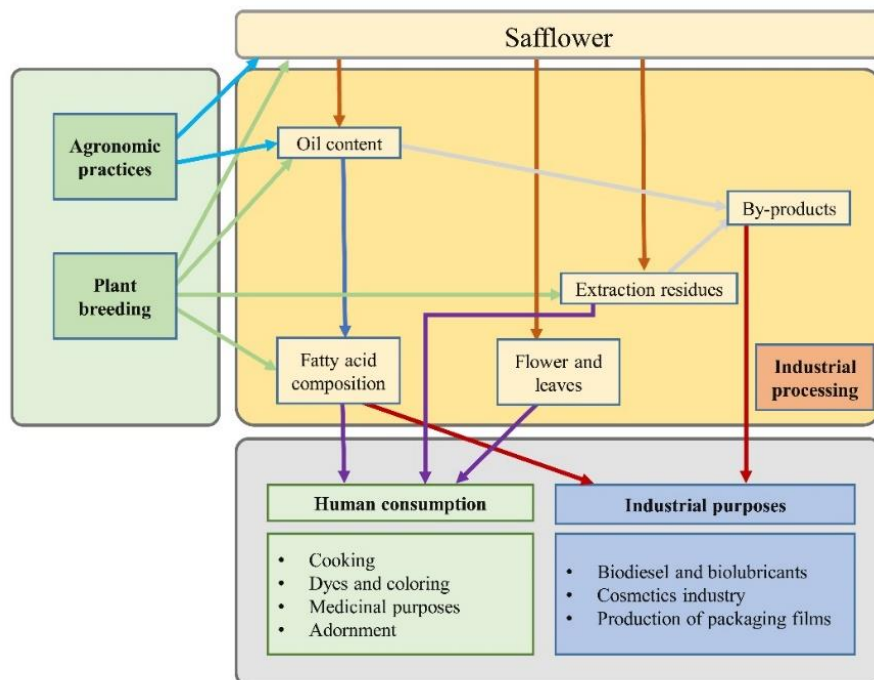 Safflower
Agronomic
practices
Oil content
By-products
Plant
breeding
Extraction residues
Fatty acid
composition
Flower and
leaves
Industrial
processing
Human consumption
Industrial purposes
• Cooking
• Dyes and coloring
• Medicinal purposes
• Adornment
• Biodiesel and biolubricants
• Cosmetics industry
• Production of packaging films